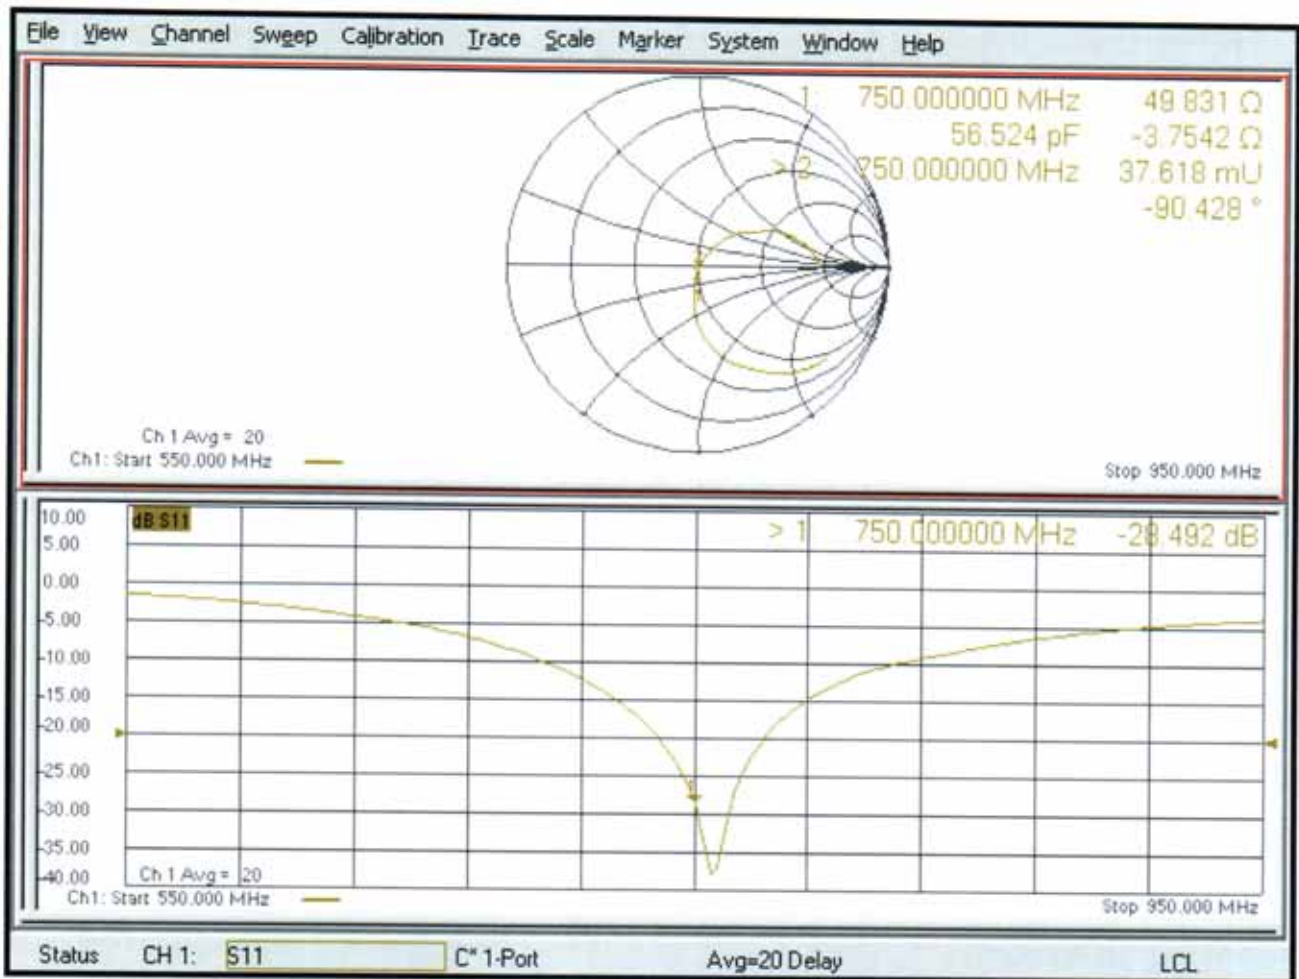 File View Channel Sweep Calibration Trace Scale Marker System Window Help
1 750.000000 MHz 49.831 Ω
56.524 pF -3.7542 Ω
> 2 750.000000 MHz 37.618 mU
-90.428 °
Ch 1 Avg = 20
Ch1: Start 550.000 MHz
Stop 950.000 MHz
dB S11
> 1 750.000000 MHz -28.492 dB
10.00
5.00
0.00
-5.00
-10.00
-15.00
-20.00
-25.00
-30.00
-35.00
-40.00
1
Ch 1 Avg = 20
Ch1: Start 550.000 MHz
Stop 950.000 MHz
Status CH 1: S11 C* 1-Port Avg=20 Delay LCL